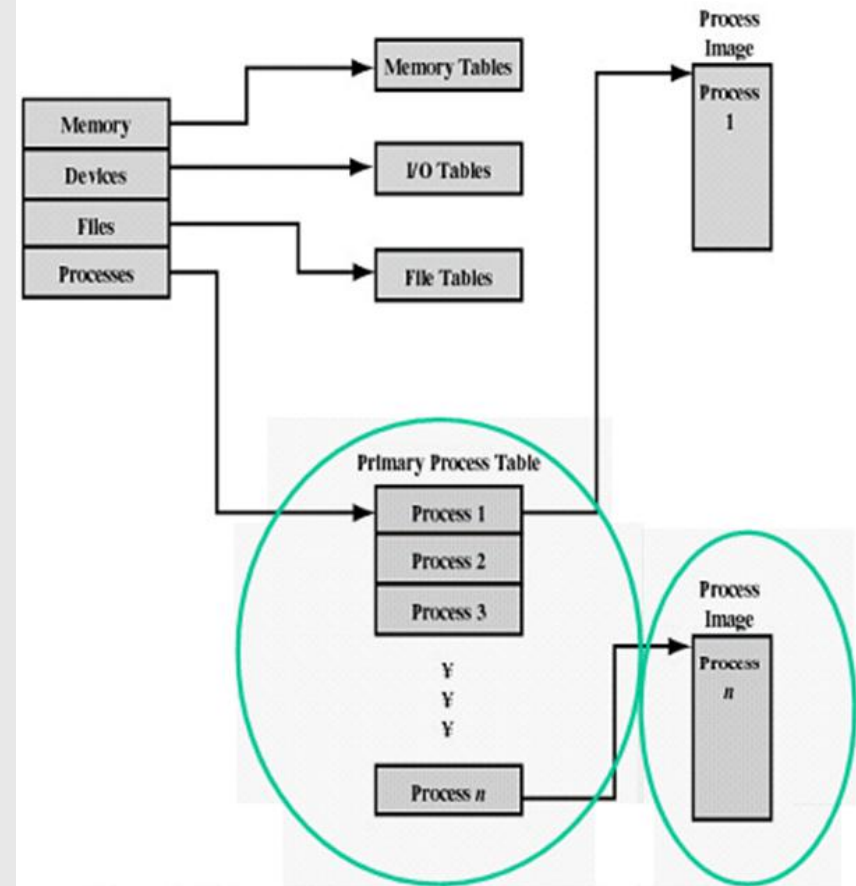 Memory
Devices
Files
Processes
Memory Tables
I/O Tables
File Tables
Process
Image
Process
1
Primary Process Table
Process 1
Process 2
Process 3
¥
¥
¥
Process n
Process
Image
Process
n